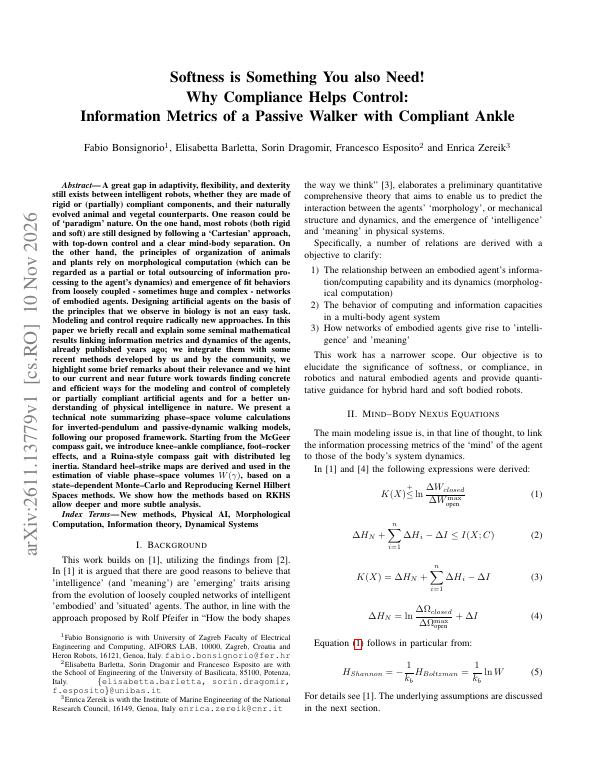 arXiv:2611.13779v1 [cs.RO] 10 Nov 2026
Softness is Something You also Need!
Why Compliance Helps Control:
Information Metrics of a Passive Walker with Compliant Ankle
Fabio Bonsignorio1, Elisabetta Barletta, Sorin Dragomir, Francesco Esposito2 and Enrica Zereik3
Abstract—A great gap in adaptivity, flexibility, and dexterity
still exists between intelligent robots, whether they are made of
rigid or (partially) compliant components, and their naturally
evolved animal and vegetal counterparts. One reason could be
of 'paradigm' nature. On the one hand, most robots (both rigid
and soft) are still designed by following a 'Cartesian' approach,
with top-down control and a clear mind-body separation. On
the other hand, the principles of organization of animals
and plants rely on morphological computation (which can be
regarded as a partial or total outsourcing of information pro-
cessing to the agent's dynamics) and emergence of fit behaviors
from loosely coupled - sometimes huge and complex - networks
of embodied agents. Designing artificial agents on the basis of
the principles that we observe in biology is not an easy task.
Modeling and control require radically new approaches. In this
paper we briefly recall and explain some seminal mathematical
results linking information metrics and dynamics of the agents,
already published years ago; we integrate them with some
recent methods developed by us and by the community, we
highlight some brief remarks about their relevance and we hint
to our current and near future work towards finding concrete
and efficient ways for the modeling and control of completely
or partially compliant artificial agents and for a better un-
derstanding of physical intelligence in nature. We present a
technical note summarizing phase–space volume calculations
for inverted-pendulum and passive-dynamic walking models,
following our proposed framework. Starting from the McGeer
compass gait, we introduce knee–ankle compliance, foot–rocker
effects, and a Ruina-style compass gait with distributed leg
inertia. Standard heel–strike maps are derived and used in the
estimation of viable phase–space volumes W(γ), based on a
state–dependent Monte–Carlo and Reproducing Kernel Hilbert
Spaces methods. We show how the methods based on RKHS
allow deeper and more subtle analysis.
Index Terms—New methods, Physical AI, Morphological
Computation, Information theory, Dynamical Systems
I. BACKGROUND
This work builds on [1], utilizing the findings from [2].
In [1] it is argued that there are good reasons to believe that
'intelligence' (and 'meaning') are 'emerging' traits arising
from the evolution of loosely coupled networks of intelligent
'embodied' and 'situated' agents. The author, in line with the
approach proposed by Rolf Pfeifer in "How the body shapes
1Fabio Bonsignorio is with University of Zagreb Faculty of Electrical
Engineering and Computing, AIFORS LAB, 10000, Zagreb, Croatia and
Heron Robots, 16121, Genoa, Italy. fabio.bonsignorio@fer.hr
2Elisabetta Barletta, Sorin Dragomir and Francesco Esposito are with
the School of Engineering of the University of Basilicata, 85100, Potenza,
Italy. {elisabetta.barletta, sorin.dragomir,
f.esposito}@unibas.it
3Enrica Zereik is with the Institute of Marine Engineering of the National
Research Council, 16149, Genoa, Italy enrica.zereik@cnr.it
the way we think" [3], elaborates a preliminary quantitative
comprehensive theory that aims to enable us to predict the
interaction between the agents' 'morphology', or mechanical
structure and dynamics, and the emergence of 'intelligence'
and 'meaning' in physical systems.
Specifically, a number of relations are derived with a
objective to clarify:
1) The relationship between an embodied agent's informa-
tion/computing capability and its dynamics (morpholog-
ical computation)
2) The behavior of computing and information capacities
in a multi-body agent system
3) How networks of embodied agents give rise to 'intelli-
gence' and 'meaning'
This work has a narrower scope. Our objective to
elucidate the significance of softness, or compliance, in
robotics and natural embodied agents and provide quanti-
tative guidance for hybrid hard and soft bodied robots.
II. MIND–BODY NEXUS EQUATIONS
The main modeling issue is, in that line of thought, to link
the information processing metrics of the 'mind' of the agent
to those of the body's system dynamics.
In [1] and [4] the following expressions were derived:
K(X) ≤+ ln ΔWclosed / ΔWmaxopen (1)
ΔHN + ∑ni=1 ΔHi − ΔI ≤ I(X; C) (2)
K(X) = ΔHN + ∑ni=1 ΔHi − ΔI (3)
ΔHN = ln ΔΩclosed / ΔΩmaxopen + ΔI (4)
Equation (1) follows in particular from:
HShannon = − 1/kb HBoltzman = 1/kb ln W (5)
For details see [1]. The underlying assumptions are discussed
in the next section.